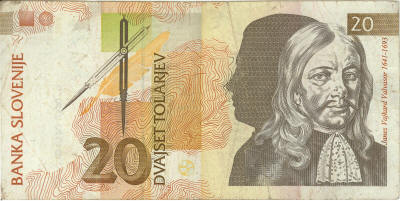 BANKA SLOVENIJE
20
DVAJSET TOLARJEV
20
Janez Vajkard Valvasor 1641-1693